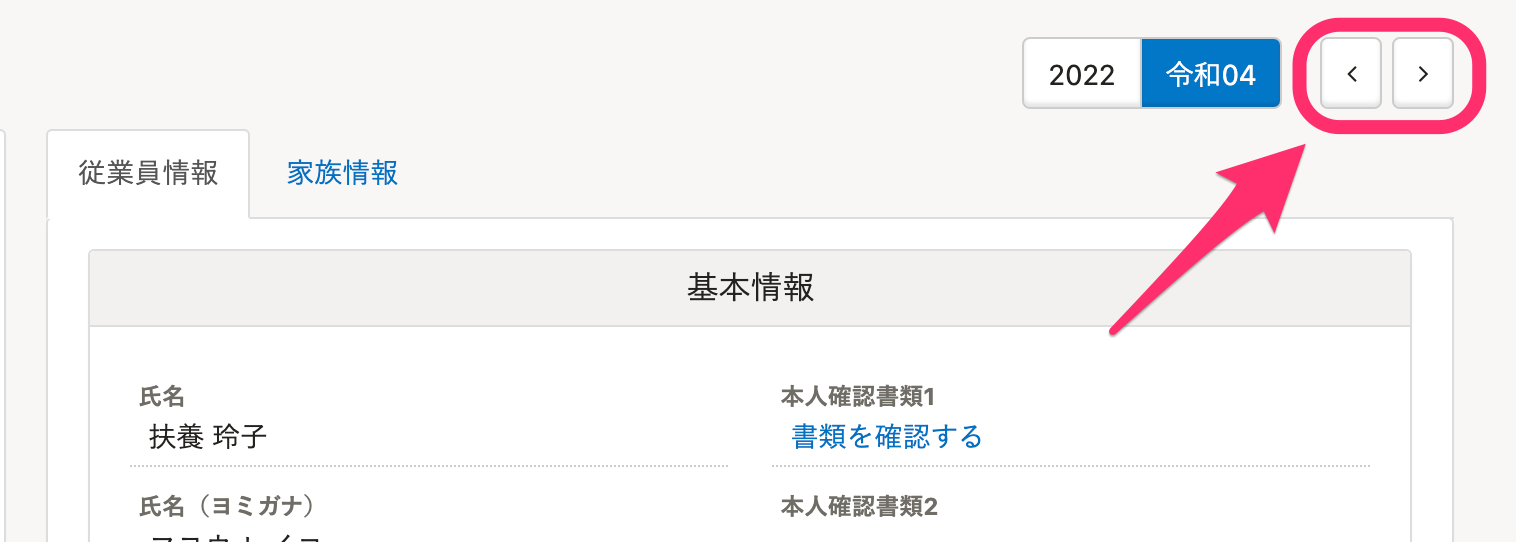 2022 令和04 < >
従業員情報 家族情報
基本情報
氏名
扶養 玲子
本人確認書類1
書類を確認する
氏名（ヨミガナ）
本人確認書類2